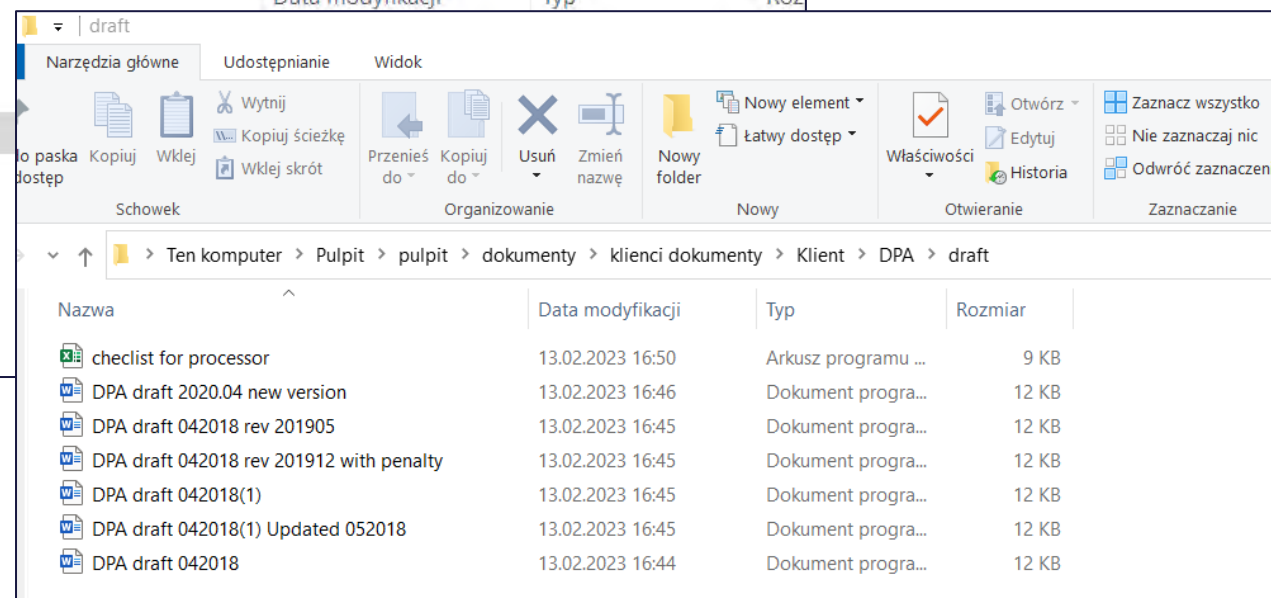 Data modyfikacji Typ
draft
Narzędzia główne Udostępnianie Widok
Kopiuj Wklej
Wytnij
Kopiuj ścieżkę
Wklej skrót
Przenieś do
Kopiuj do
Usuń
Zmień nazwę
Nowy folder
Nowy element
Łatwy dostęp
Właściwości
Otwórz
Edytuj
Historia
Zaznacz wszystko
Nie zaznaczaj nic
Odwróć zaznaczen
do paska
dostęp
Schowek Organizowanie Nowy Otwieranie Zaznaczanie
> Ten komputer > Pulpit > pulpit > dokumenty > klienci dokumenty > Klient > DPA > draft
Nazwa Data modyfikacji Typ Rozmiar
checlist for processor 13.02.2023 16:50 Arkusz programu ... 9 KB
DPA draft 2020.04 new version 13.02.2023 16:46 Dokument progra... 12 KB
DPA draft 042018 rev 201905 13.02.2023 16:45 Dokument progra... 12 KB
DPA draft 042018 rev 201912 with penalty 13.02.2023 16:45 Dokument progra... 12 KB
DPA draft 042018(1) 13.02.2023 16:45 Dokument progra... 12 KB
DPA draft 042018(1) Updated 052018 13.02.2023 16:45 Dokument progra... 12 KB
DPA draft 042018 13.02.2023 16:44 Dokument progra... 12 KB